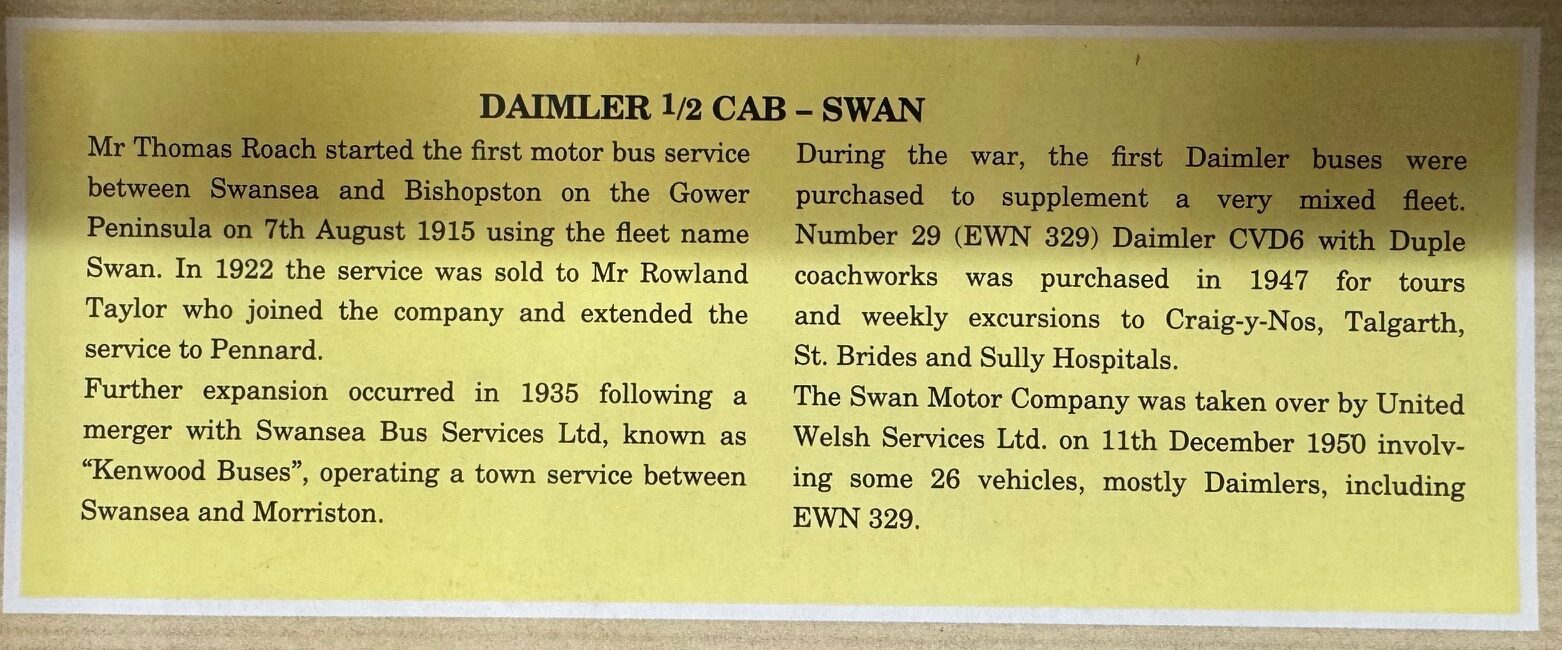 DAIMLER 1/2 CAB – SWAN
Mr Thomas Roach started the first motor bus service
between Swansea and Bishopston on the Gower
Peninsula on 7th August 1915 using the fleet name
Swan. In 1922 the service was sold to Mr Rowland
Taylor who joined the company and extended the
service to Pennard.
Further expansion occurred in 1935 following a
merger with Swansea Bus Services Ltd, known as
“Kenwood Buses”, operating a town service between
Swansea and Morriston.
During the war, the first Daimler buses were
purchased to supplement a very mixed fleet.
Number 29 (EWN 329) Daimler CVD6 with Duple
coachworks was purchased in 1947 for tours
and weekly excursions to Craig-y-Nos, Talgarth,
St. Brides and Sully Hospitals.
The Swan Motor Company was taken over by United
Welsh Services Ltd. on 11th December 1950 involv-
ing some 26 vehicles, mostly Daimlers, including
EWN 329.